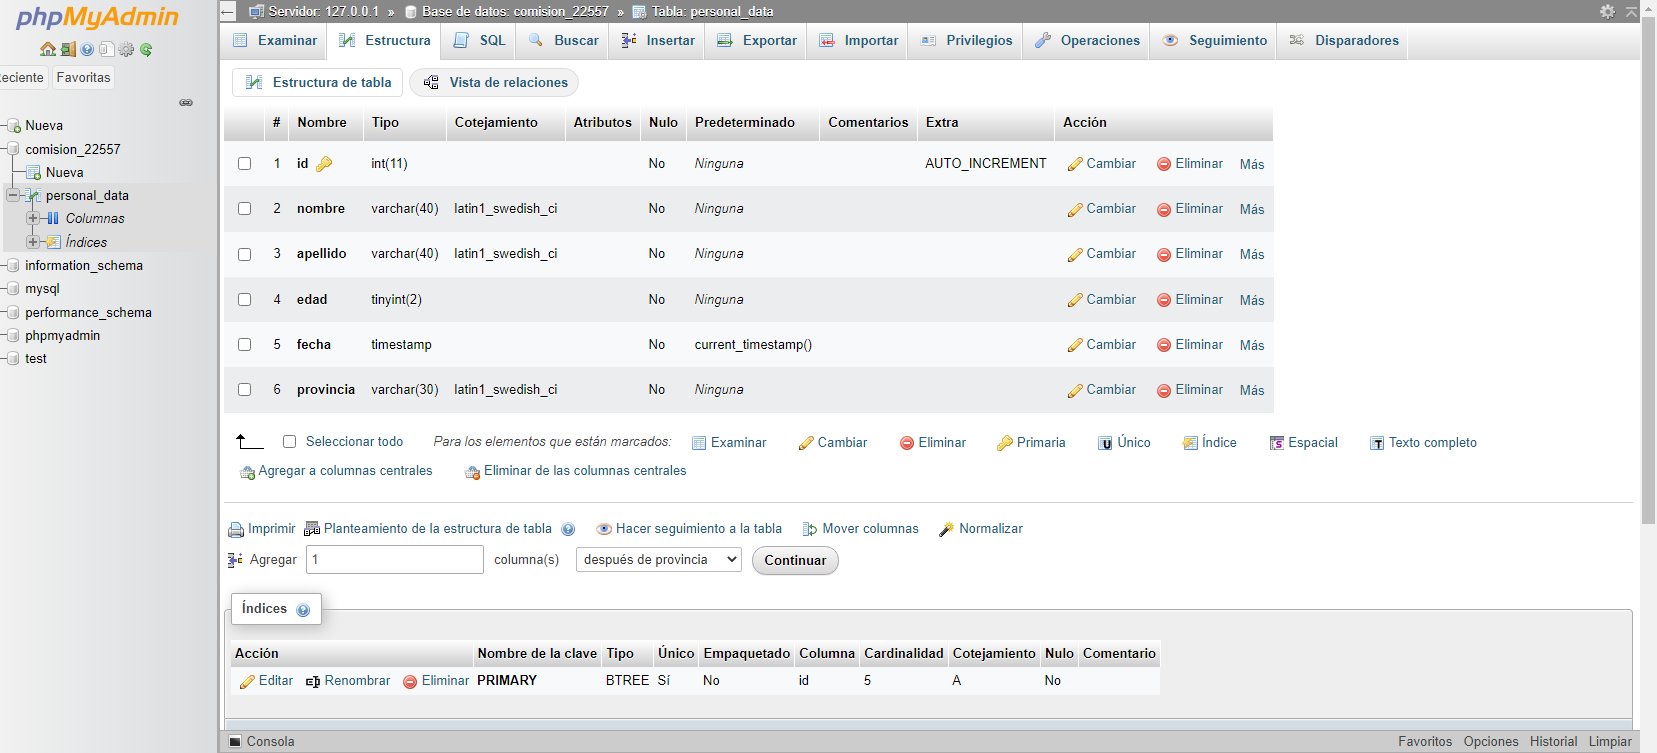 phpMyAdmin
Reciente Favoritas
Nueva
comision_22557
Nueva
personal_data
Columnas
Índices
information_schema
mysql
performance_schema
phpmyadmin
test
Servidor: 127.0.0.1 » Base de datos: comision_22557 » Tabla: personal_data
Examinar Estructura SQL Buscar Insertar Exportar Importar Privilegios Operaciones Seguimiento Disparadores
Estructura de tabla Vista de relaciones
# Nombre Tipo Cotejamiento Atributos Nulo Predeterminado Comentarios Extra Acción
1 id int(11) No Ninguna AUTO_INCREMENT Cambiar Eliminar Más
2 nombre varchar(40) latin1_swedish_ci No Ninguna Cambiar Eliminar Más
3 apellido varchar(40) latin1_swedish_ci No Ninguna Cambiar Eliminar Más
4 edad tinyint(2) No Ninguna Cambiar Eliminar Más
5 fecha timestamp No current_timestamp() Cambiar Eliminar Más
6 provincia varchar(30) latin1_swedish_ci No Ninguna Cambiar Eliminar Más
Seleccionar todo Para los elementos que están marcados: Examinar Cambiar Eliminar Primaria Único Índice Espacial Texto completo
Agregar a columnas centrales Eliminar de las columnas centrales
Imprimir Planteamiento de la estructura de tabla Hacer seguimiento a la tabla Mover columnas Normalizar
Agregar 1 columna(s) después de provincia Continuar
Índices
Acción Nombre de la clave Tipo Único Empaquetado Columna Cardinalidad Cotejamiento Nulo Comentario
Editar Renombrar Eliminar PRIMARY BTREE Sí No id 5 A No
Consola Favoritos Opciones Historial Limpiar